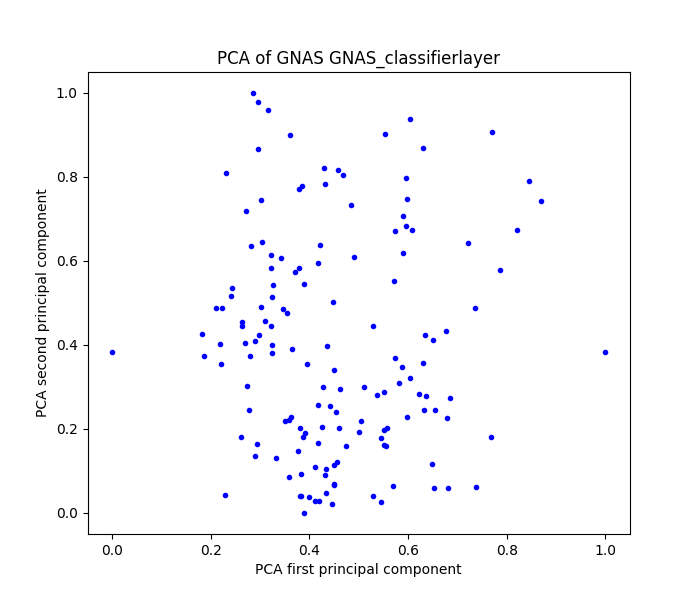 PCA of GNAS GNAS_classifierlayer
1.0
0.8
0.6
0.4
0.2
0.0
PCA second principal component
0.0 0.2 0.4 0.6 0.8 1.0
PCA first principal component